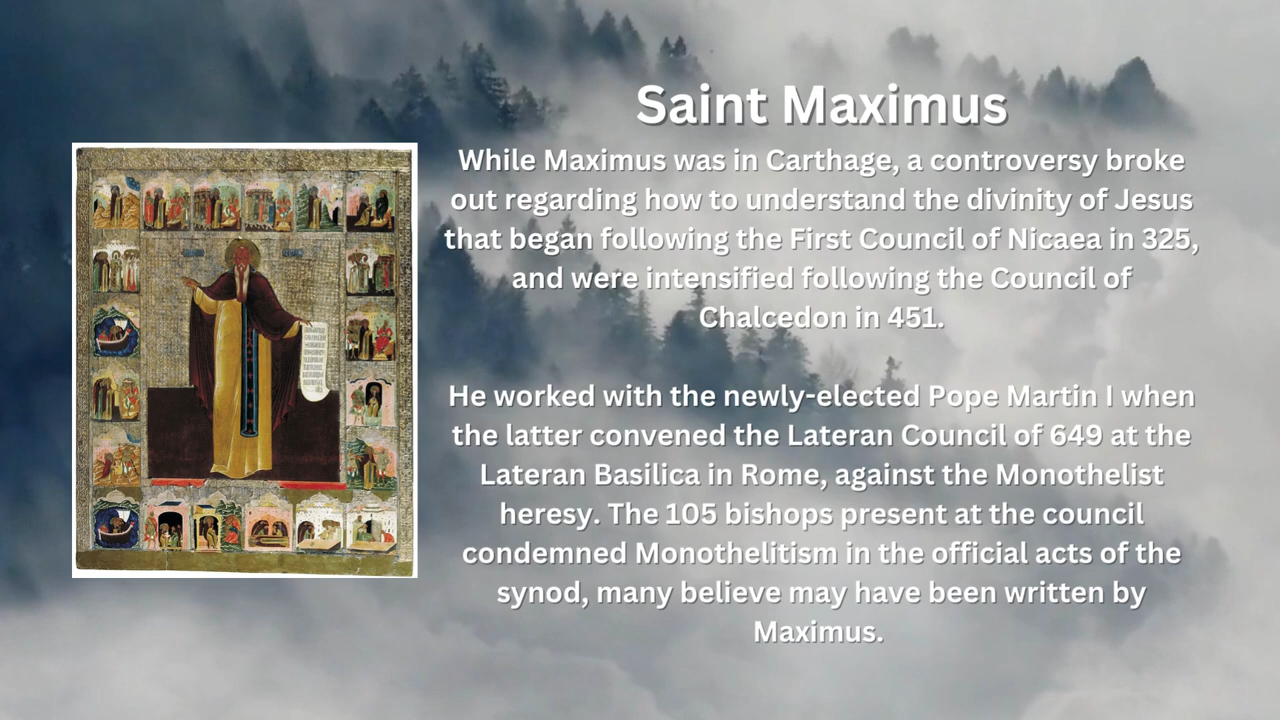 Saint Maximus
While Maximus was in Carthage, a controversy broke
out regarding how to understand the divinity of Jesus
that began following the First Council of Nicaea in 325,
and were intensified following the Council of
Chalcedon in 451.
He worked with the newly-elected Pope Martin I when
the latter convened the Lateran Council of 649 at the
Lateran Basilica in Rome, against the Monothelist
heresy. The 105 bishops present at the council
condemned Monothelitism in the official acts of the
synod, many believe may have been written by
Maximus.